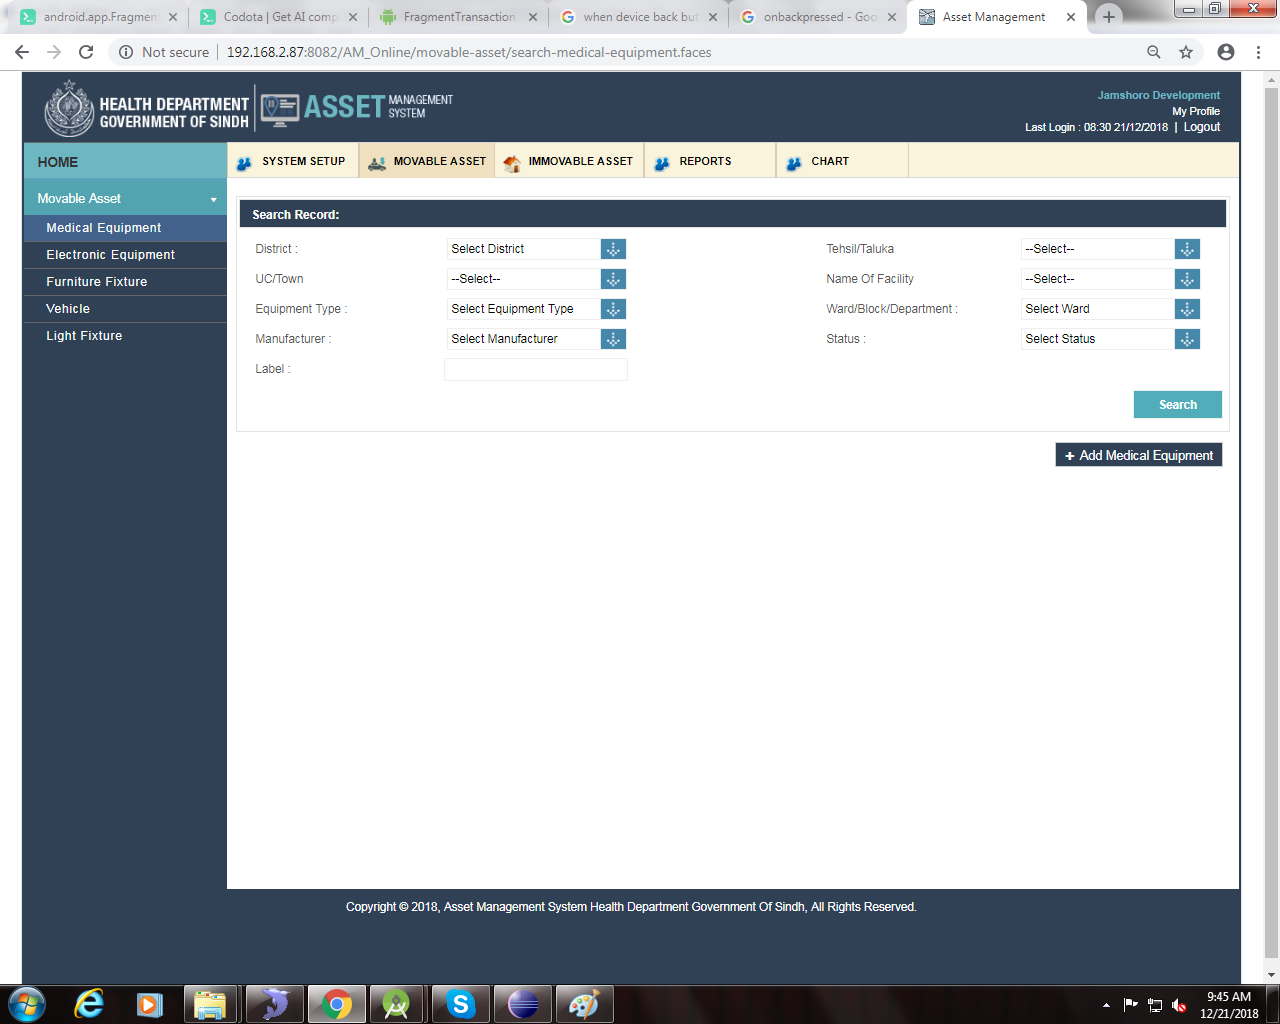 android.app.Fragmen
Codota | Get AI comp
FragmentTransaction
when device back but
onbackpressed - Goo
Asset Management
Not secure | 192.168.2.87:8082/AM_Online/movable-asset/search-medical-equipment.faces
HEALTH DEPARTMENT
GOVERNMENT OF SINDH
ASSET MANAGEMENT SYSTEM
Jamshoro Development
My Profile
Last Login : 08:30 21/12/2018 | Logout
HOME
SYSTEM SETUP
MOVABLE ASSET
IMMOVABLE ASSET
REPORTS
CHART
Movable Asset
Medical Equipment
Electronic Equipment
Furniture Fixture
Vehicle
Light Fixture
Search Record:
District : Select District
Tehsil/Taluka --Select--
UC/Town --Select--
Name Of Facility --Select--
Equipment Type : Select Equipment Type
Ward/Block/Department : Select Ward
Manufacturer : Select Manufacturer
Status : Select Status
Label :
Search
+ Add Medical Equipment
Copyright © 2018, Asset Management System Health Department Government Of Sindh, All Rights Reserved.
9:45 AM
12/21/2018